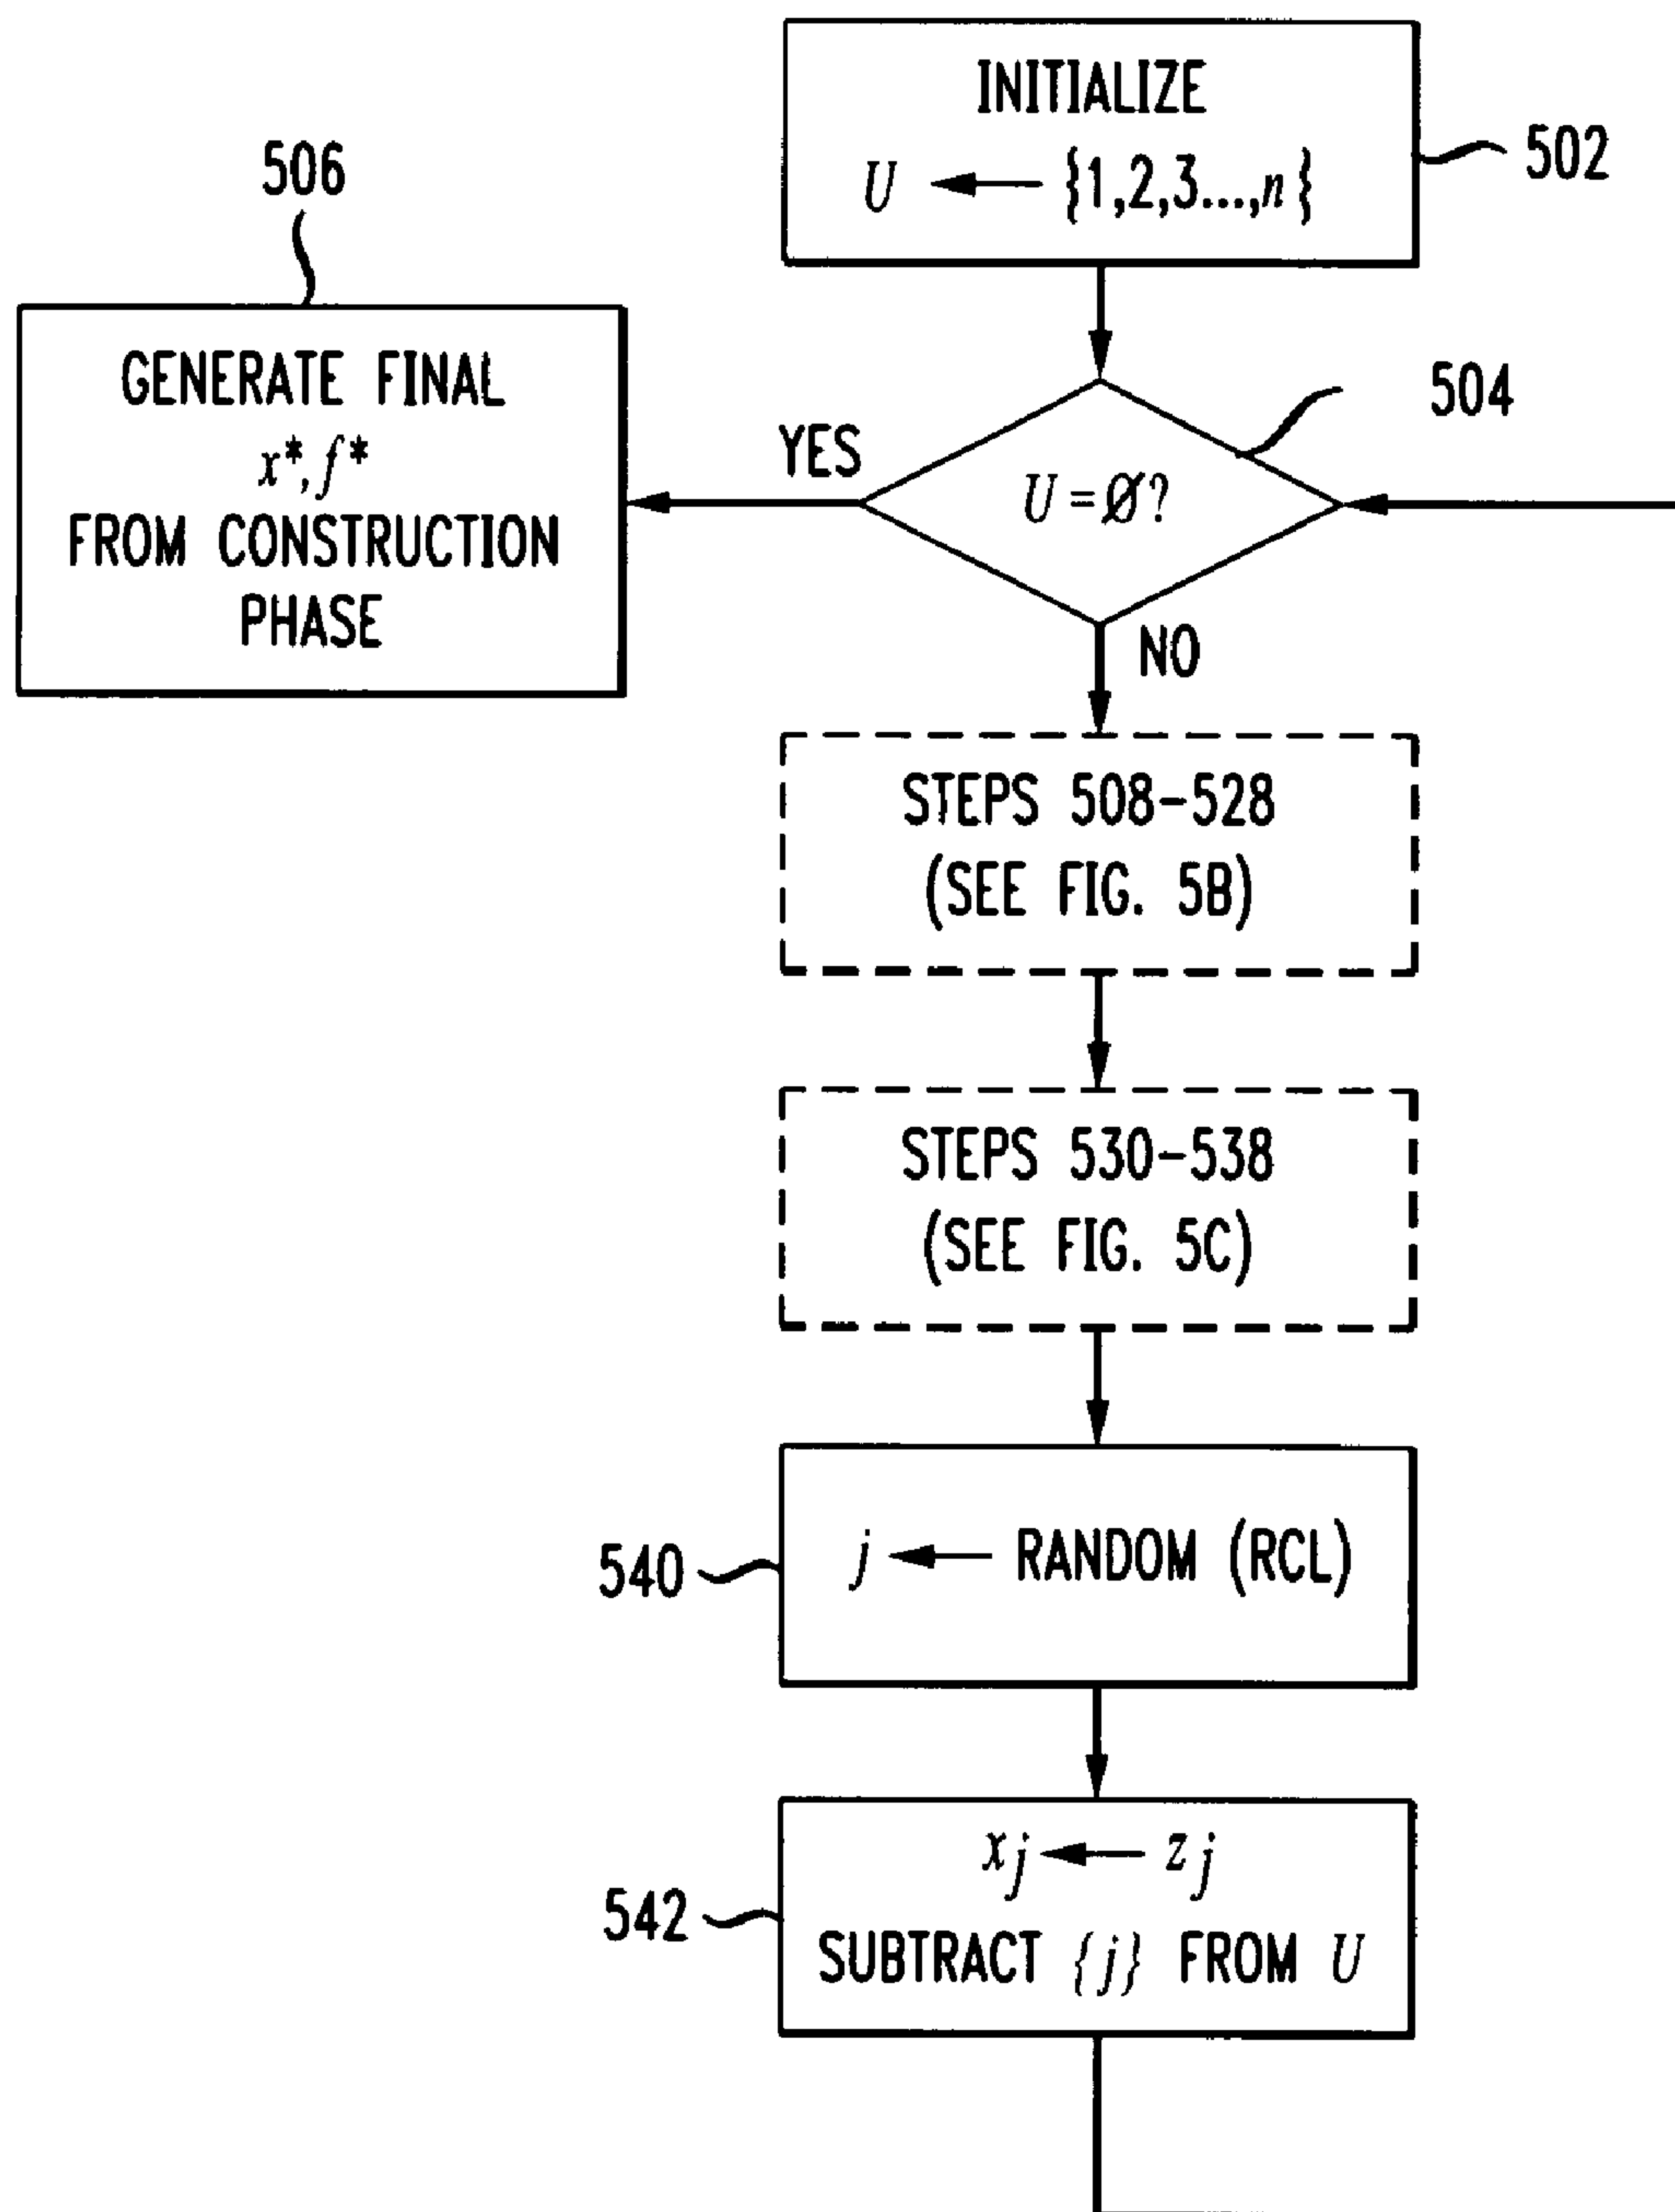 INITIALIZE
U ← {1,2,3...,n}
502
506
GENERATE FINAL
x*,f*
FROM CONSTRUCTION
PHASE
504
YES
U=Ø?
NO
STEPS 508-528
(SEE FIG. 5B)
STEPS 530-538
(SEE FIG. 5C)
540
j ← RANDOM (RCL)
542
xj ← zj
SUBTRACT {j} FROM U